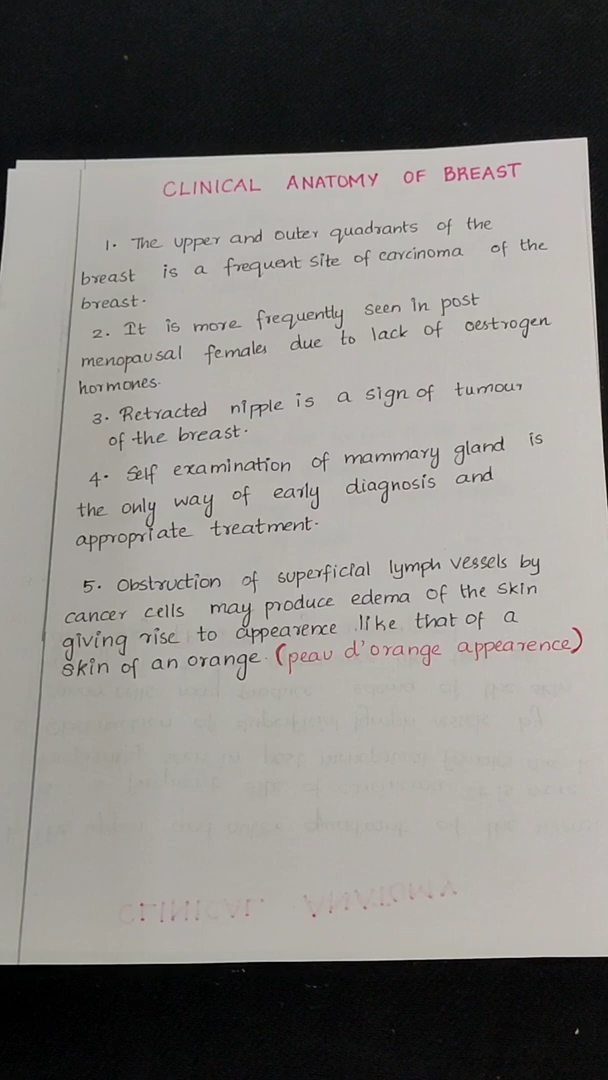 CLINICAL ANATOMY OF BREAST
1. The upper and outer quadrants of the
breast is a frequent site of carcinoma of the
breast.
2. It is more frequently seen in post
menopausal females due to lack of oestrogen
hormones.
3. Retracted nipple is a sign of tumour
of the breast.
4. Self examination of mammary gland is
the only way of early diagnosis and
appropriate treatment.
5. Obstruction of superficial lymph vessels by
cancer cells may produce edema of the skin
giving rise to appearence like that of a
skin of an orange. (peau d'orange appearence)
CLINICAL ANATOMY